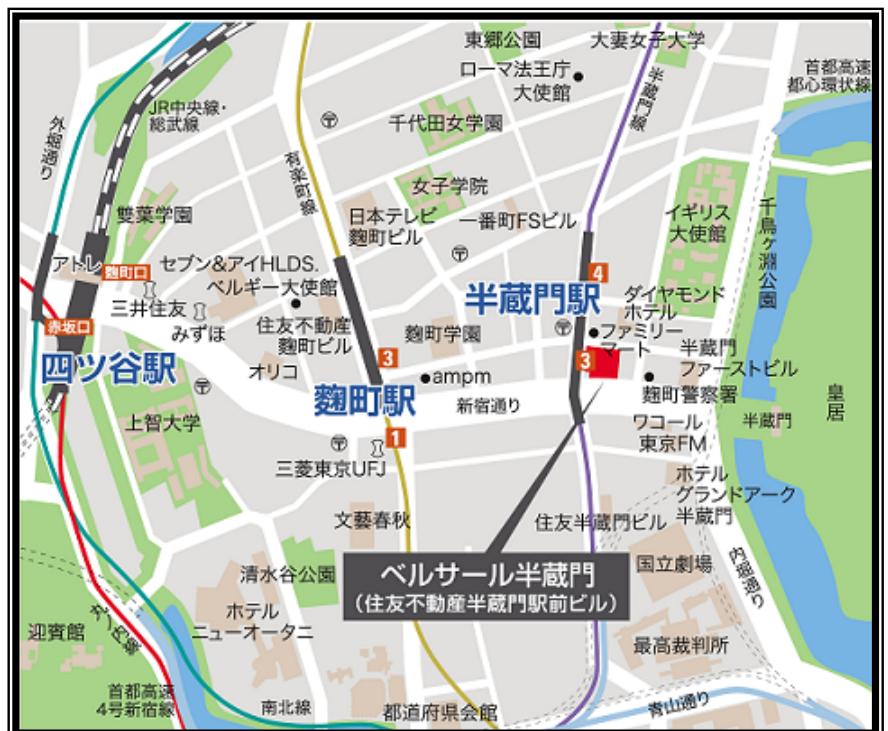 東郷公園
大妻女子大学
ローマ法王庁
大使館
首都高速
都心環状線
JR中央線・
総武線
外堀通り
半蔵門線
千代田女学園
有楽町線
女子学院
雙葉学園
日本テレビ
麴町ビル
一番町FSビル
イギリス
大使館
千鳥ヶ淵公園
アトレ
麴町口
セブン&アイHLDS.
ベルギー大使館
三井住友
みずほ
赤坂口
四ツ谷駅
住友不動産
麴町ビル
オリコ
麴町学園
半蔵門駅
4
ダイヤモンド
ホテル
ファミリー
マート
3
半蔵門
ファーストビル
麴町警察署
3
麴町駅
ampm
新宿通り
1
皇居
半蔵門
ワコール
東京FM
上智大学
三菱東京UFJ
ホテル
グランドアーク
半蔵門
文藝春秋
住友半蔵門ビル
ベルサール半蔵門
(住友不動産半蔵門駅前ビル)
国立劇場
内堀通り
清水谷公園
ホテル
ニューオータニ
迎賓館
丸ノ内線
最高裁判所
首都高速
4号新宿線
南北線
都道府県会館
青山通り